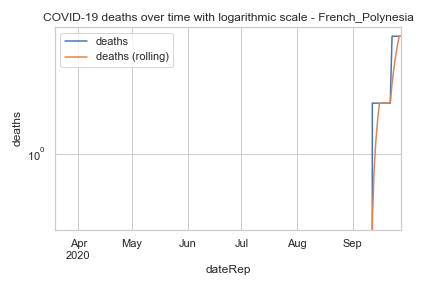 COVID-19 deaths over time with logarithmic scale - French_Polynesia
deaths
deaths (rolling)
deaths
10^0
Apr
2020
May
Jun
Jul
Aug
Sep
dateRep